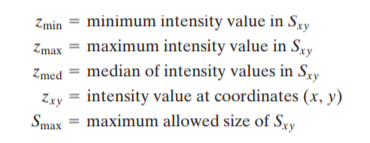 z_min = minimum intensity value in S_xy
z_max = maximum intensity value in S_xy
z_med = median of intensity values in S_xy
z_xy = intensity value at coordinates (x, y)
S_max = maximum allowed size of S_xy